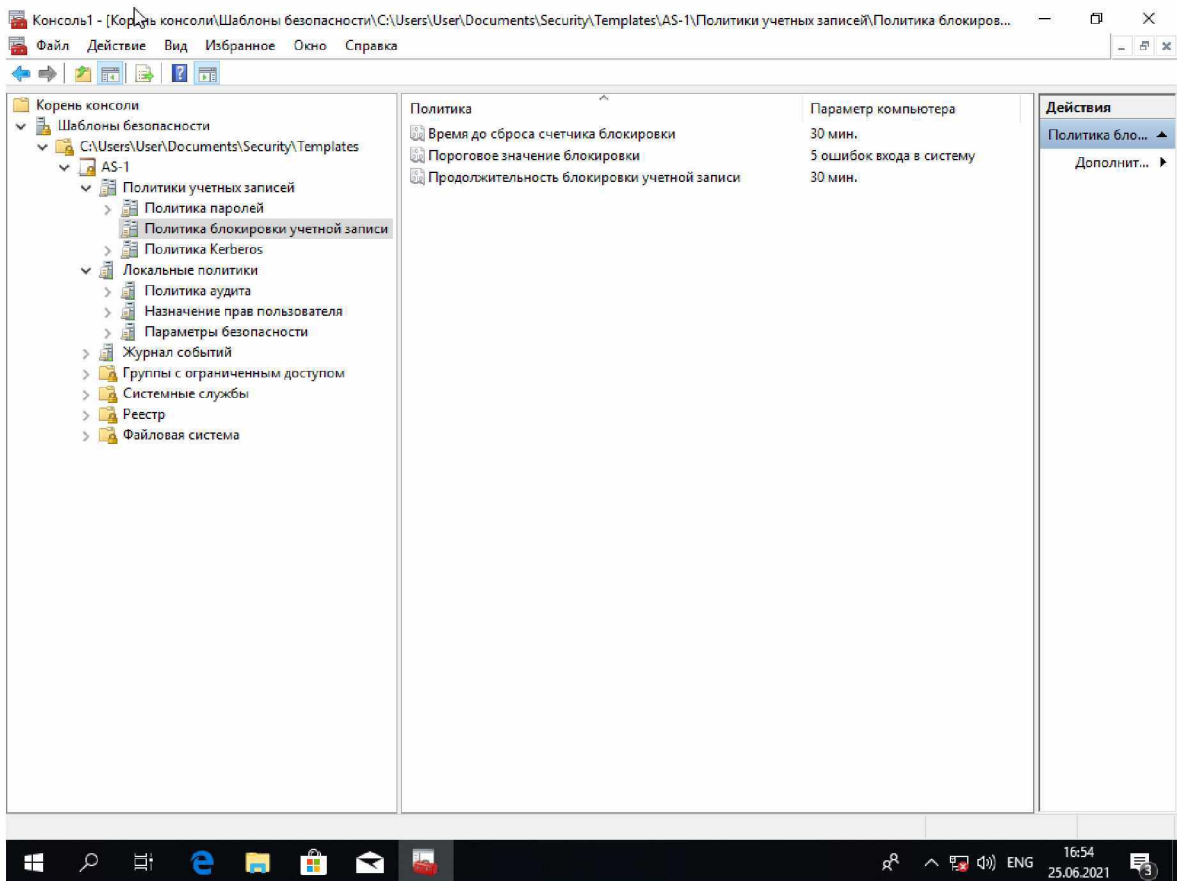 Консоль1 - [Корень консоли\Шаблоны безопасности\C:\Users\User\Documents\Security\Templates\AS-1\Политики учетных записей\Политика блокиров...
Файл Действие Вид Избранное Окно Справка
Корень консоли
Шаблоны безопасности
C:\Users\User\Documents\Security\Templates
AS-1
Политики учетных записей
Политика паролей
Политика блокировки учетной записи
Политика Kerberos
Локальные политики
Политика аудита
Назначение прав пользователя
Параметры безопасности
Журнал событий
Группы с ограниченным доступом
Системные службы
Реестр
Файловая система
Политика Параметр компьютера
Время до сброса счетчика блокировки 30 мин.
Пороговое значение блокировки 5 ошибок входа в систему
Продолжительность блокировки учетной записи 30 мин.
Действия
Политика бло...
Дополнит...
ENG
16:54
25.06.2021
3